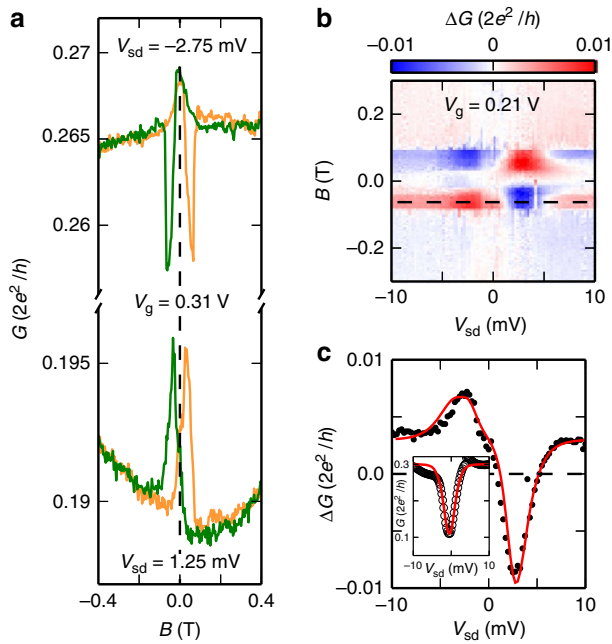 a
V_sd = −2.75 mV
0.27
0.265
0.26
G (2e²/h)
V_g = 0.31 V
0.195
0.19
V_sd = 1.25 mV
−0.4
0.0
0.4
B (T)
ΔG (2e²/h)
−0.01
0
0.01
b
V_g = 0.21 V
0.2
0.0
−0.2
B (T)
−10
0
10
V_sd (mV)
c
0.01
0.0
−0.01
ΔG (2e²/h)
0.3
0.1
G (2e²/h)
−10
10
V_sd (mV)
−10
−5
0
5
10
V_sd (mV)